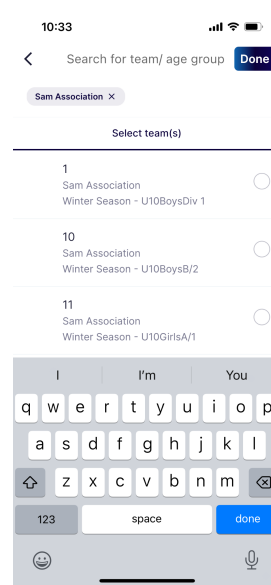 10:33
Search for team/ age group Done
Sam Association ×
Select team(s)
1
Sam Association
Winter Season - U10BoysDiv 1
10
Sam Association
Winter Season - U10BoysB/2
11
Sam Association
Winter Season - U10GirlsA/1
I I'm You
q w e r t y u i o p
a s d f g h j k l
z x c v b n m
123 space done